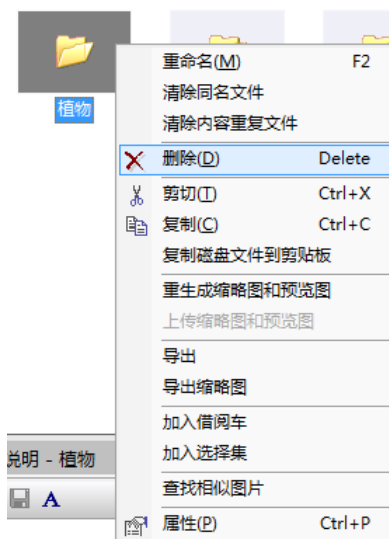 植物
重命名(M) F2
清除同名文件
清除内容重复文件
删除(D) Delete
剪切(T) Ctrl+X
复制(C) Ctrl+C
复制磁盘文件到剪贴板
重生成缩略图和预览图
上传缩略图和预览图
导出
导出缩略图
加入借阅车
加入选择集
查找相似图片
属性(P) Ctrl+P
说明 - 植物
A